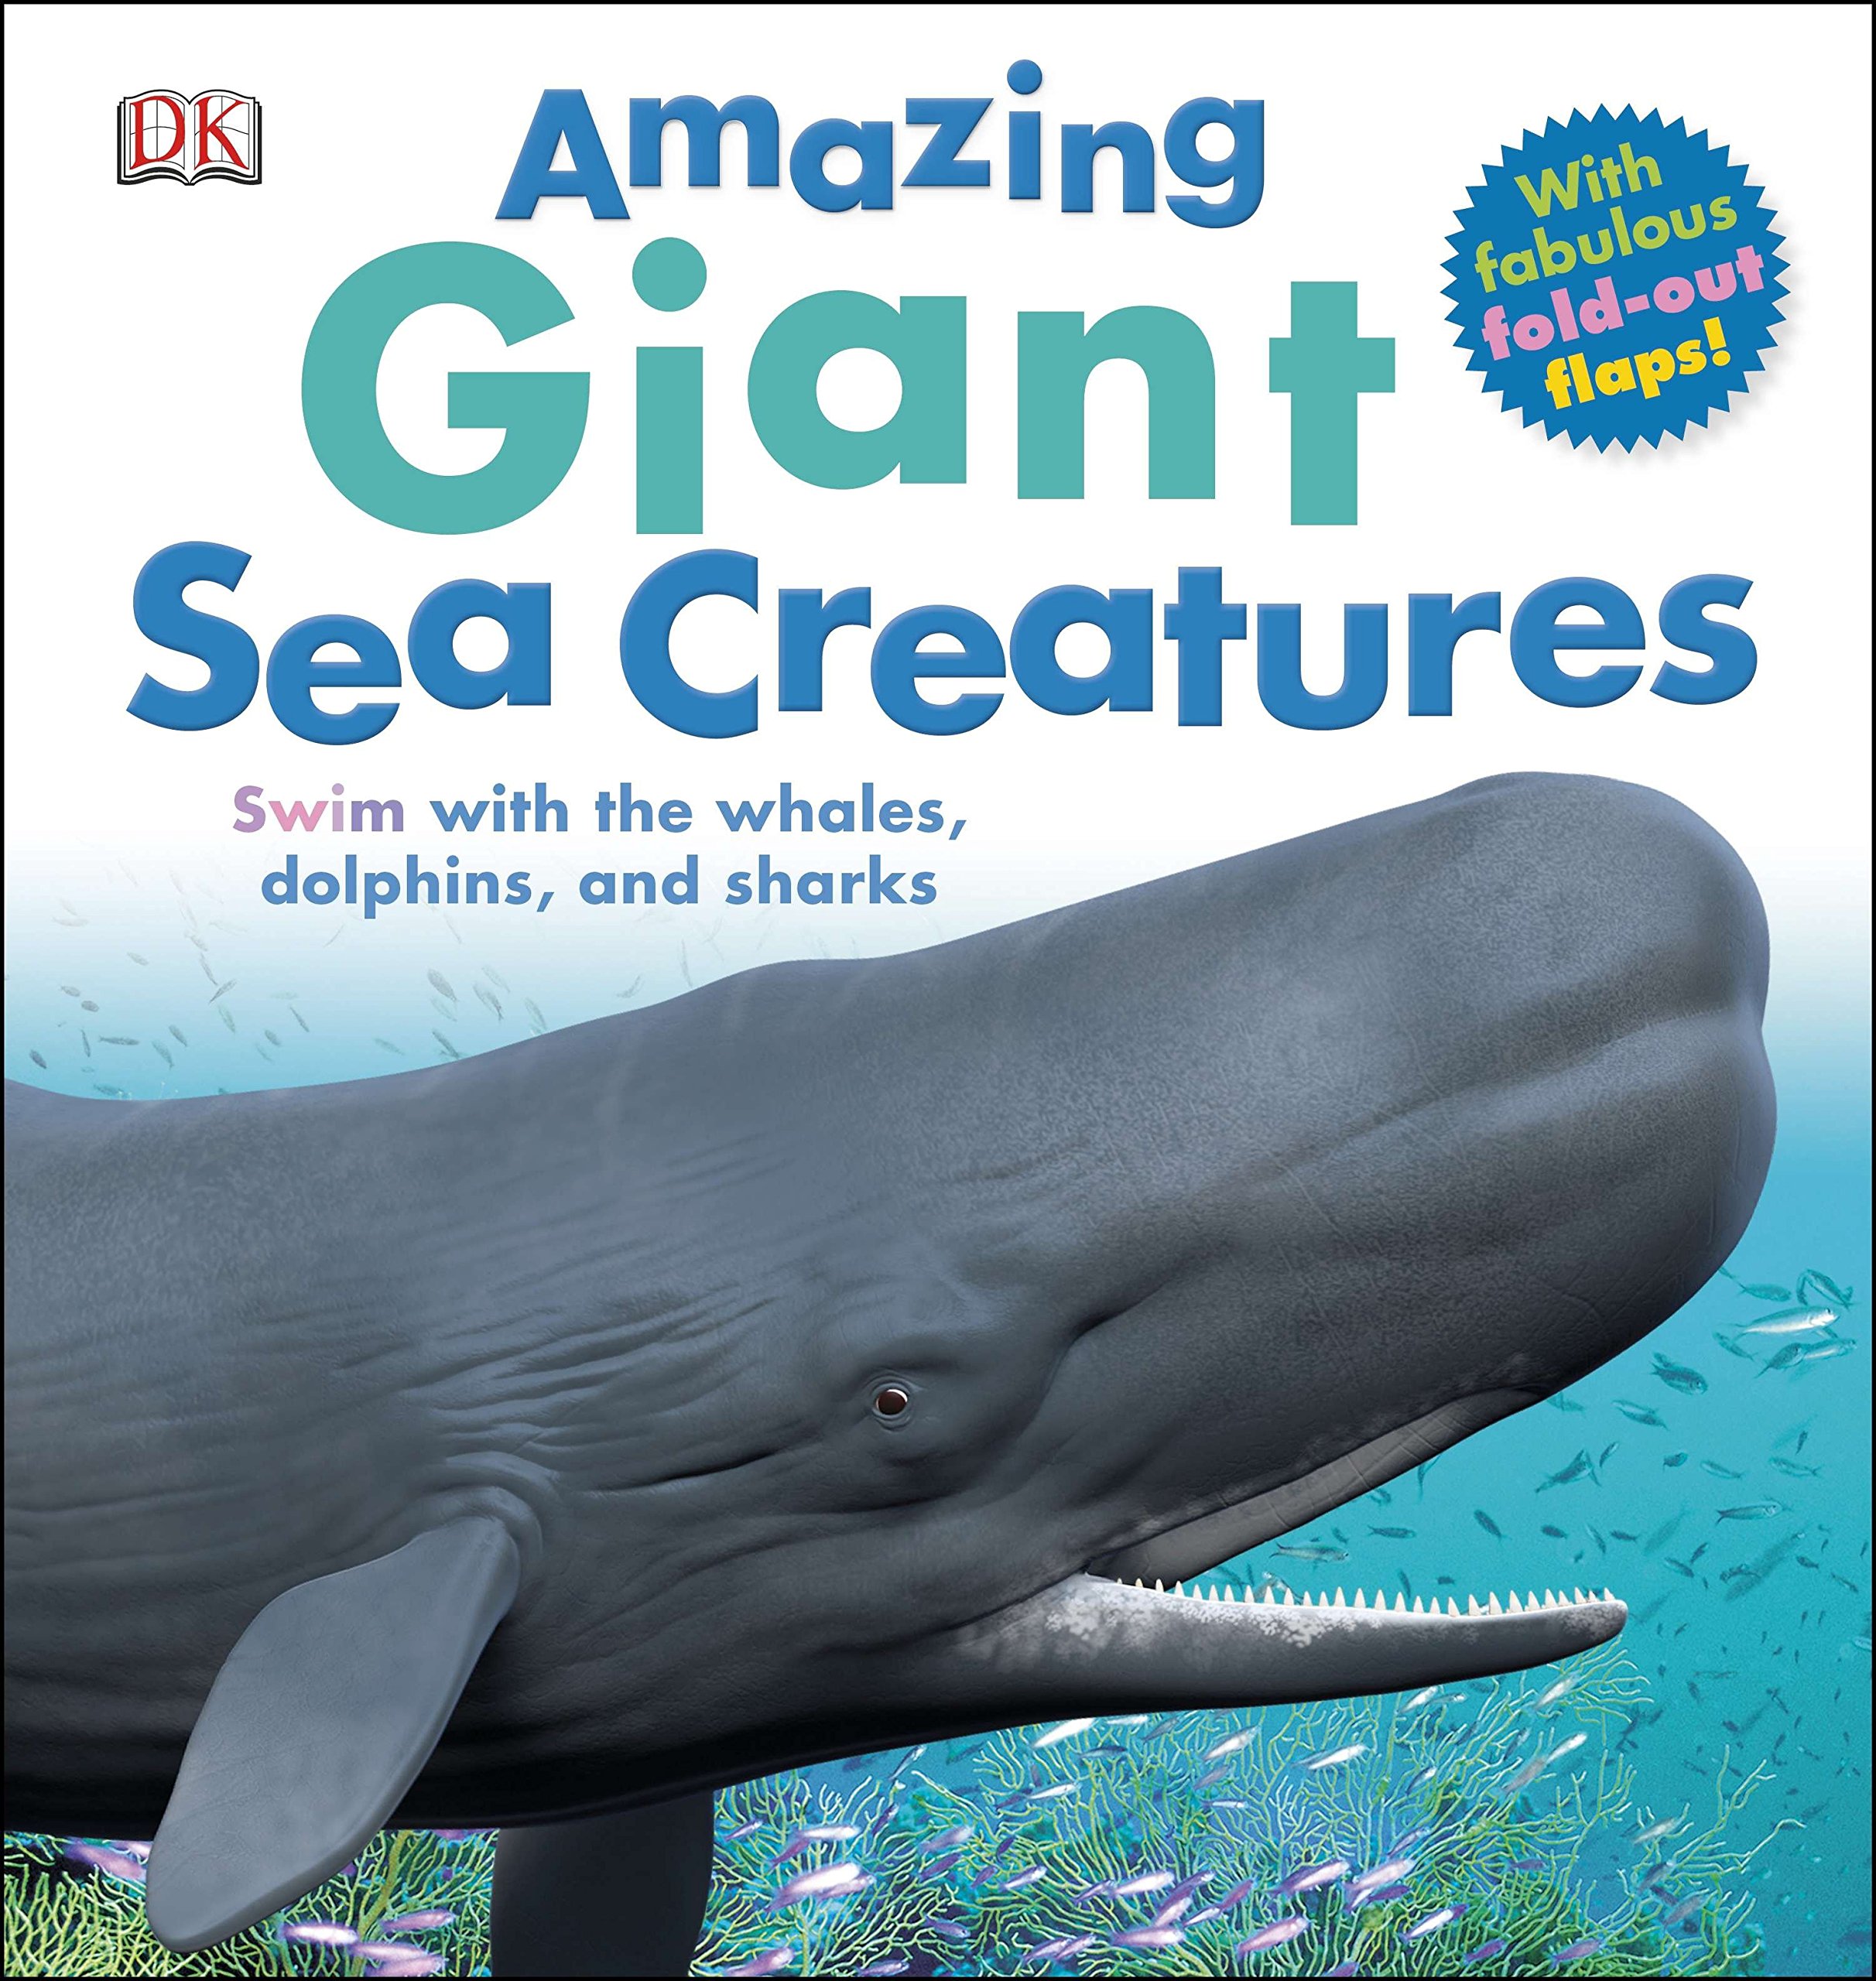 DK
Amazing
Giant
Sea Creatures
With
fabulous
fold-out
flaps!
Swim with the whales,
dolphins, and sharks